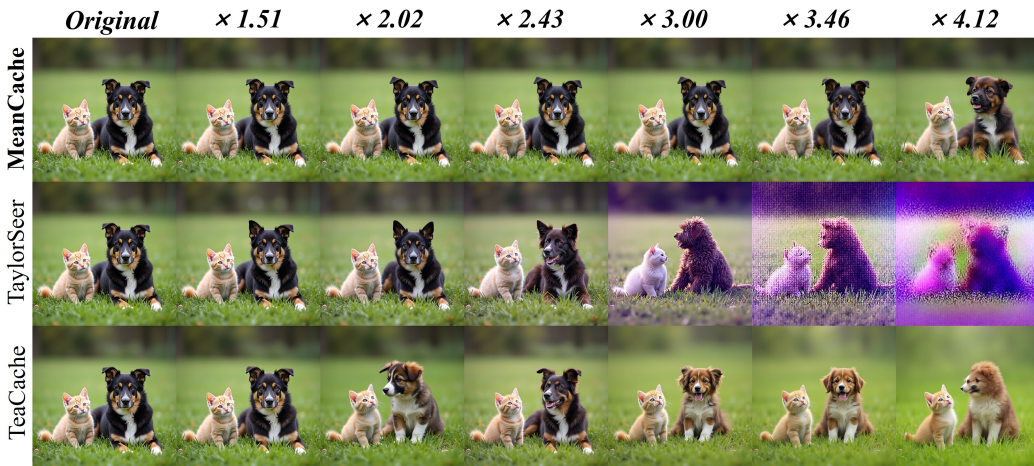 Original × 1.51 × 2.02 × 2.43 × 3.00 × 3.46 × 4.12
MeanCache
TaylorSeer
TeaCache